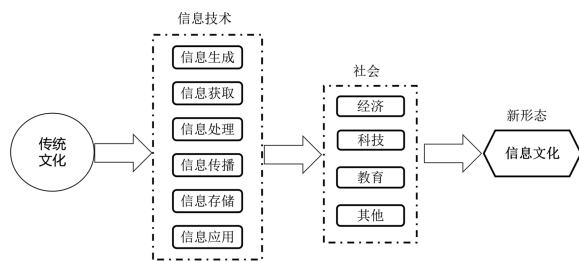 信息技术
信息生成
信息获取
信息处理
信息传播
信息存储
信息应用
传统
文化
社会
经济
科技
教育
其他
新形态
信息文化